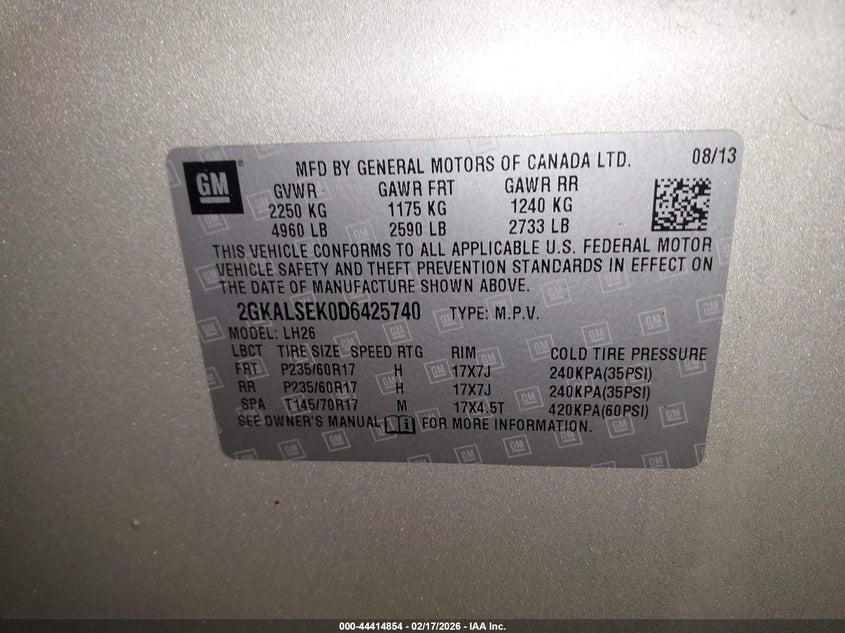 GM
MFD BY GENERAL MOTORS OF CANADA LTD. 08/13
GVWR GAWR FRT GAWR RR
2250 KG 1175 KG 1240 KG
4960 LB 2590 LB 2733 LB
THIS VEHICLE CONFORMS TO ALL APPLICABLE U.S. FEDERAL MOTOR
VEHICLE SAFETY AND THEFT PREVENTION STANDARDS IN EFFECT ON
THE DATE OF MANUFACTURE SHOWN ABOVE.
2GKALSEK0D6425740 TYPE: M.P.V.
MODEL: LH26
LBCT TIRE SIZE SPEED RTG RIM COLD TIRE PRESSURE
FRT P235/60R17 H 17X7J 240KPA(35PSI)
RR P235/60R17 H 17X7J 240KPA(35PSI)
SPA T145/70R17 M 17X4.5T 420KPA(60PSI)
SEE OWNER'S MANUAL FOR MORE INFORMATION.
000-44414854 - 02/17/2026 - IAA Inc.